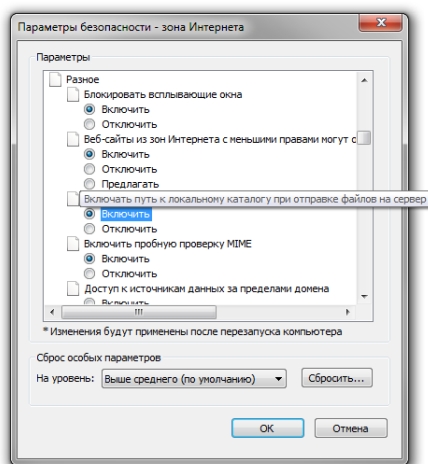 Параметры безопасности - зона Интернета
Параметры
Разное
Блокировать всплывающие окна
Включить
Отключить
Веб-сайты из зон Интернета с меньшими правами могут
Включить
Отключить
Предлагать
Включать путь к локальному каталогу при отправке файлов на сервер
Включить
Отключить
Включить пробную проверку MIME
Включить
Отключить
Доступ к источникам данных за пределами домена
Включить
* Изменения будут применены после перезапуска компьютера
Сброс особых параметров
На уровень: Выше среднего (по умолчанию) Сбросить...
OK Отмена